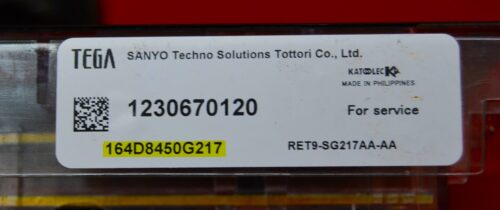 TEGA SANYO Techno Solutions Tottori Co., Ltd.
KATOLEC K
MADE IN PHILIPPINES
1230670120
For service
164D8450G217
RET9-SG217AA-AA